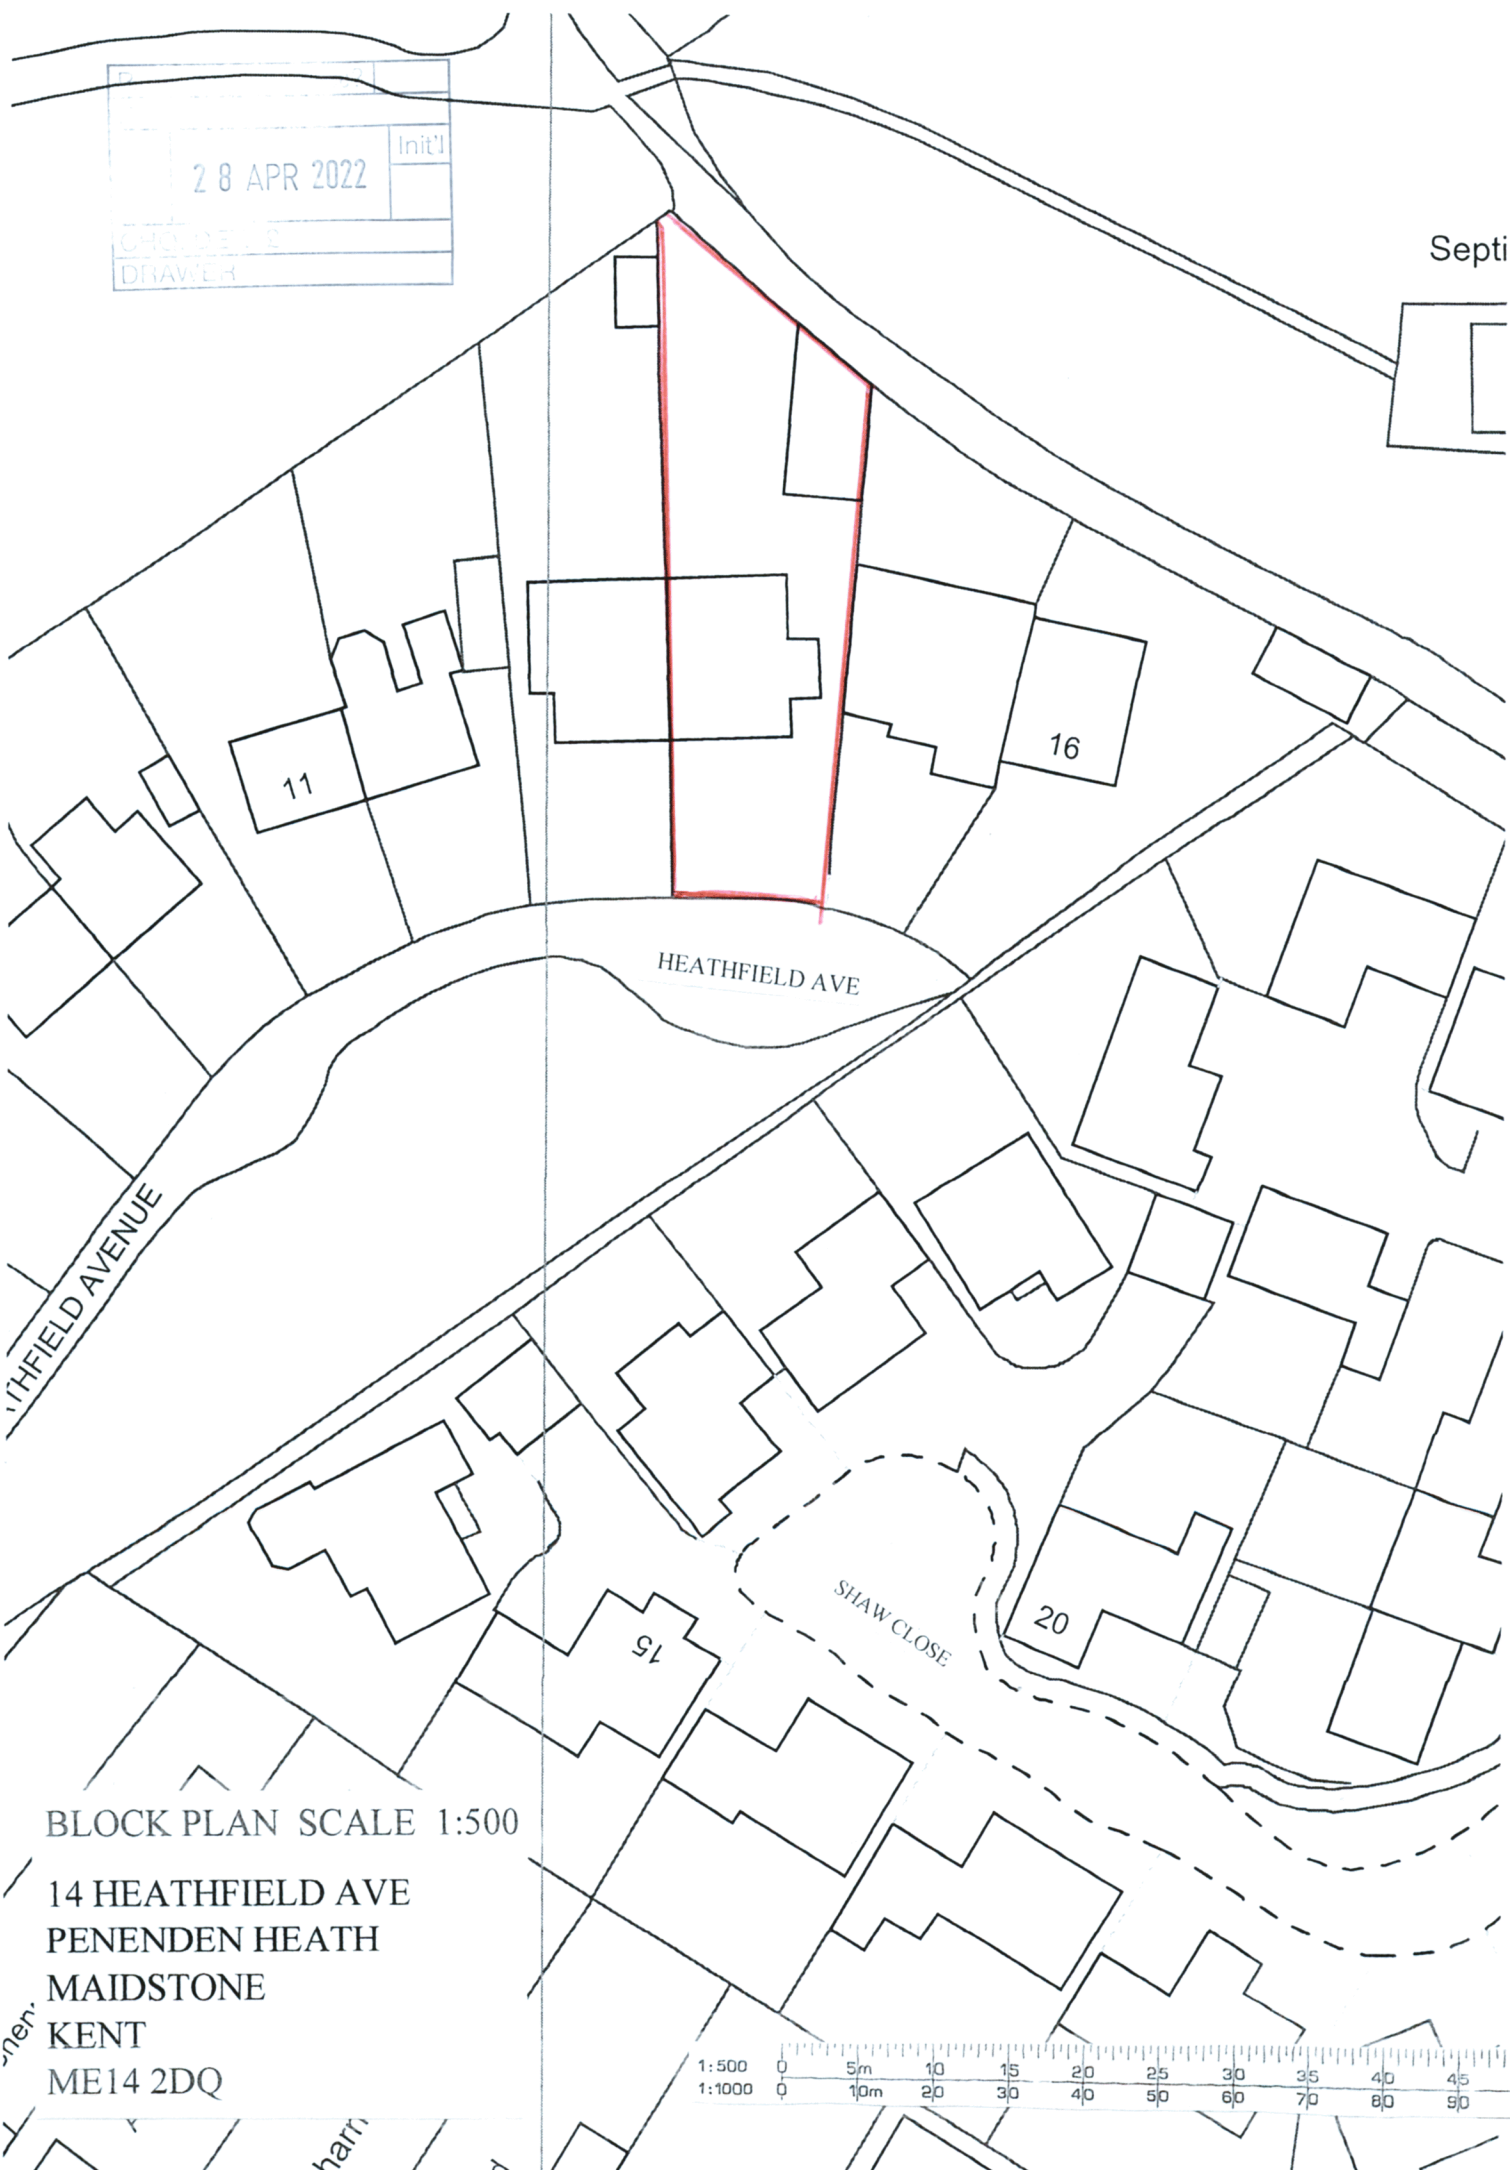 Init'l
28 APR 2022
DRAWER
Septi
11
16
HEATHFIELD AVE
THFIELD AVENUE
SHAW CLOSE
20
15
BLOCK PLAN SCALE 1:500
14 HEATHFIELD AVE
PENENDEN HEATH
MAIDSTONE
KENT
ME14 2DQ
1:500 0 5m 10 15 20 25 30 35 40 45
1:1000 0 10m 20 30 40 50 60 70 80 90